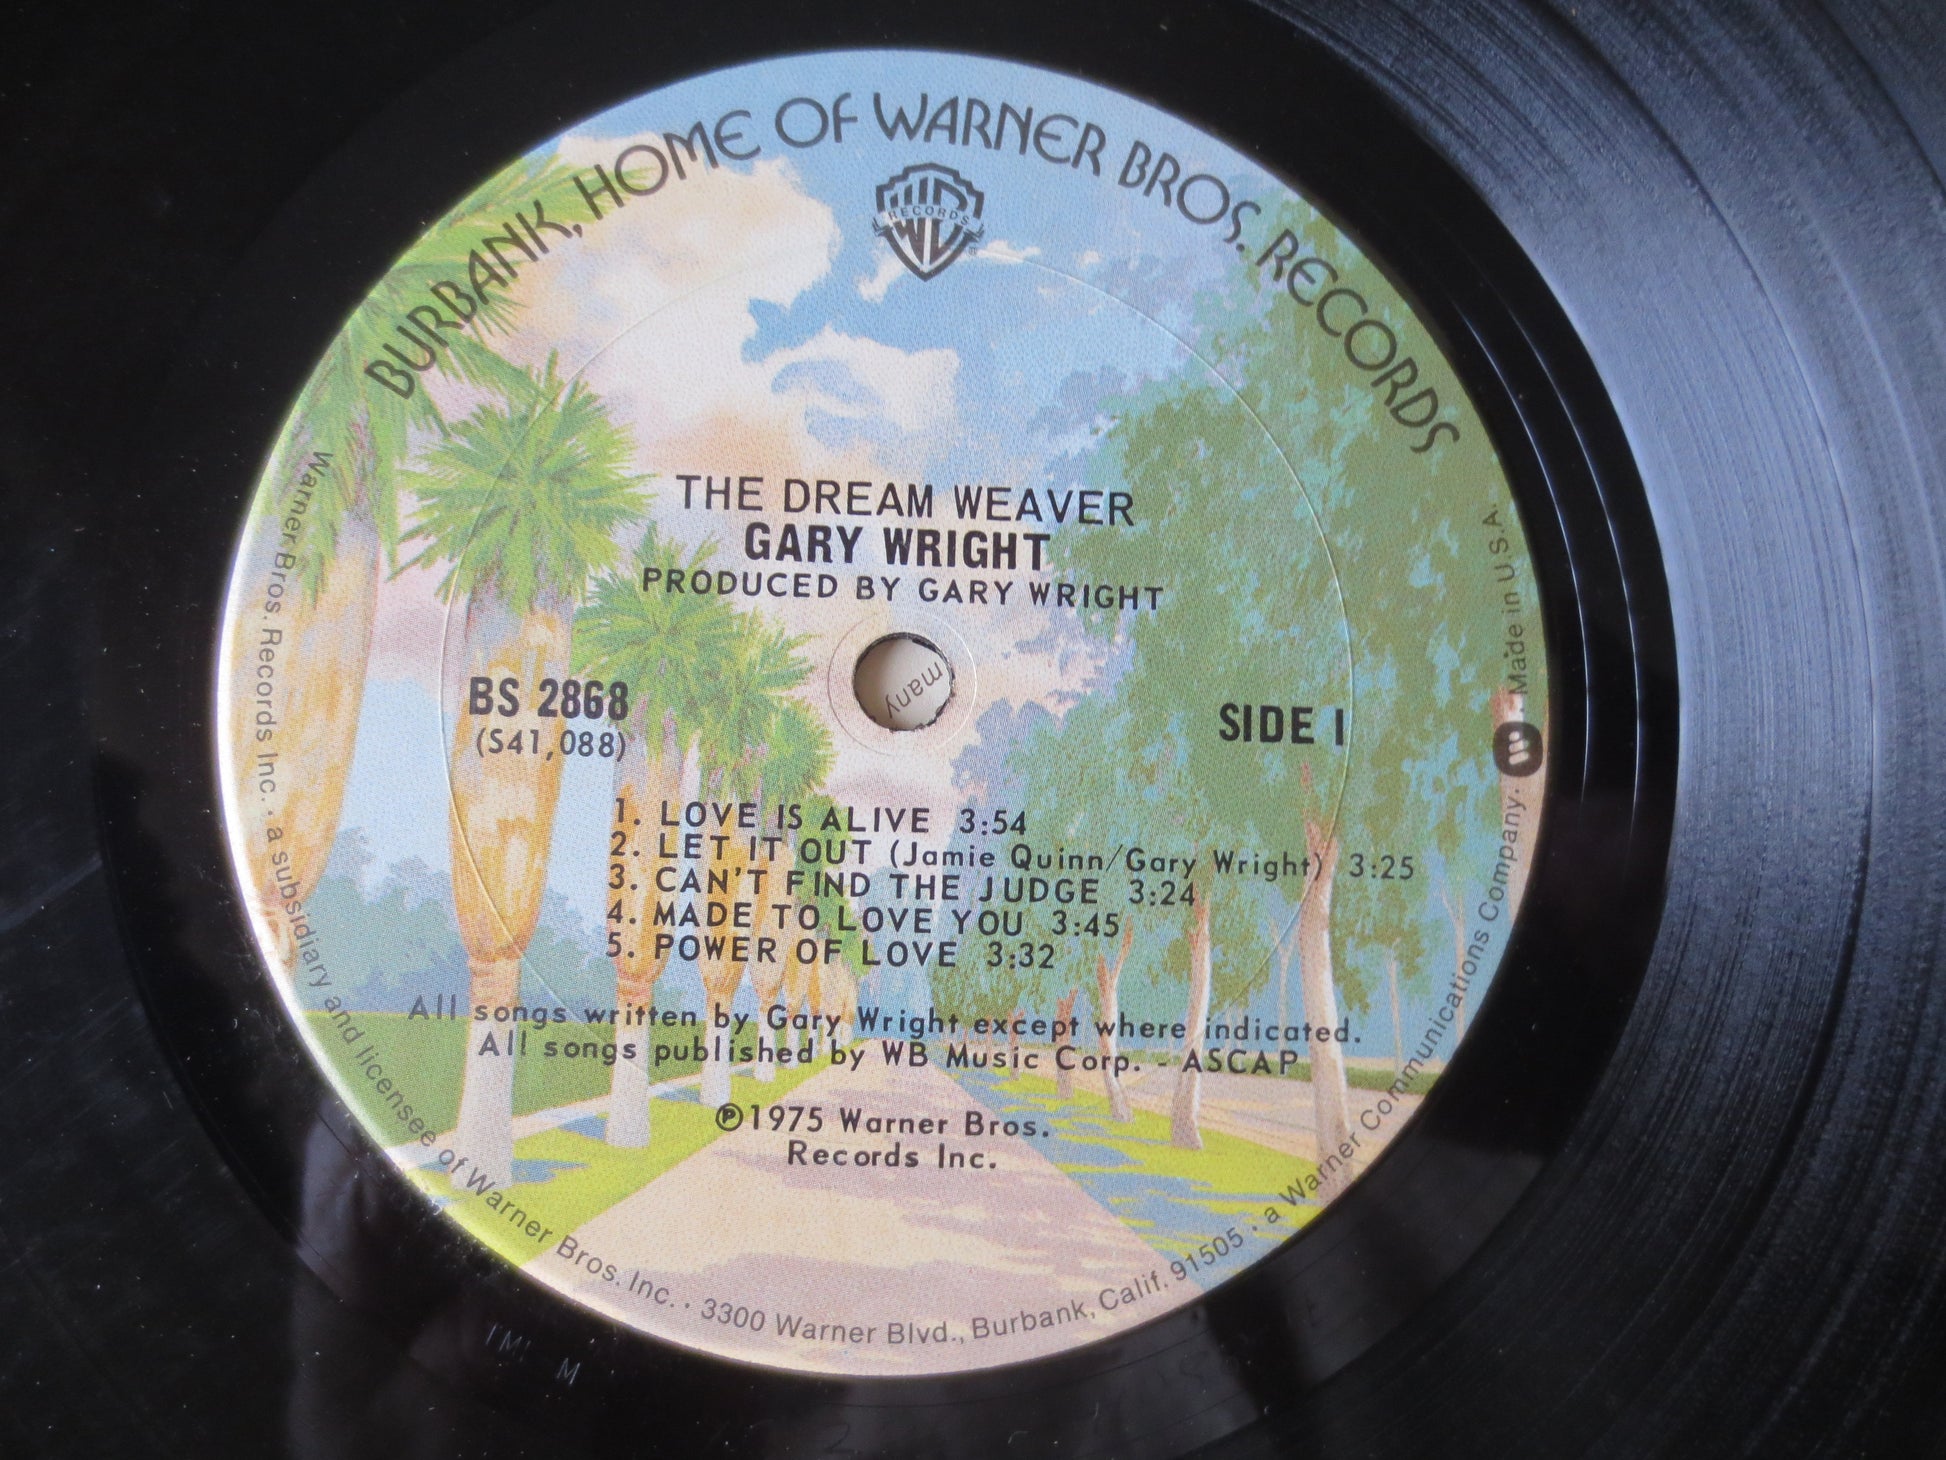 BURBANK, HOME OF WARNER BROS. RECORDS
RECORDS
THE DREAM WEAVER
GARY WRIGHT
PRODUCED BY GARY WRIGHT
many
BS 2868
(S41,088)
SIDE 1
1. LOVE IS ALIVE 3:54
2. LET IT OUT (Jamie Quinn/Gary Wright) 3:25
3. CAN'T FIND THE JUDGE 3:24
4. MADE TO LOVE YOU 3:45
5. POWER OF LOVE 3:32
All songs written by Gary Wright except where indicated.
All songs published by WB Music Corp. - ASCAP
℗1975 Warner Bros.
Records Inc.
Warner Bros. Records Inc. · a subsidiary and licensee of Warner Bros. Inc. · 3300 Warner Blvd., Burbank, Calif. 91505 · a Warner Communications Company. · Made in U.S.A.